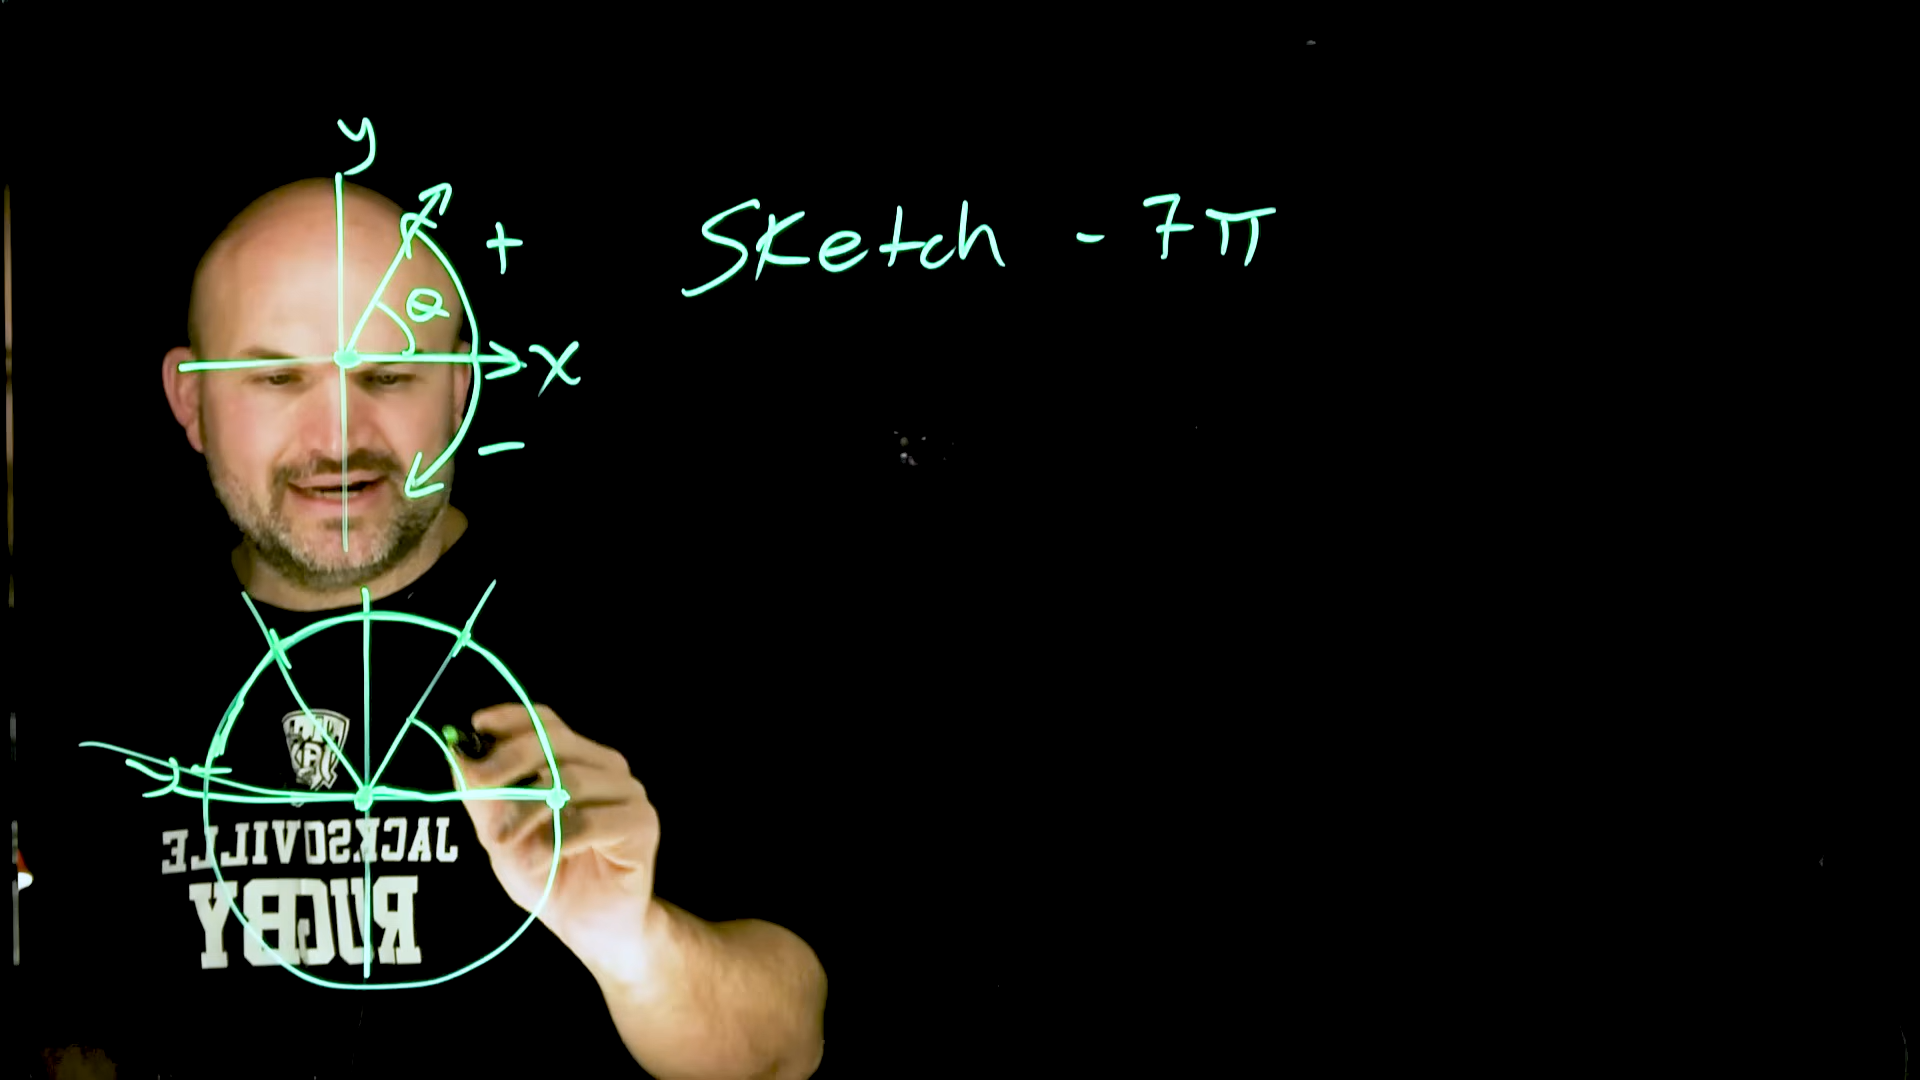 y
+
Sketch - 7π
θ
x
-
JACKSOVILLE
RUGBY